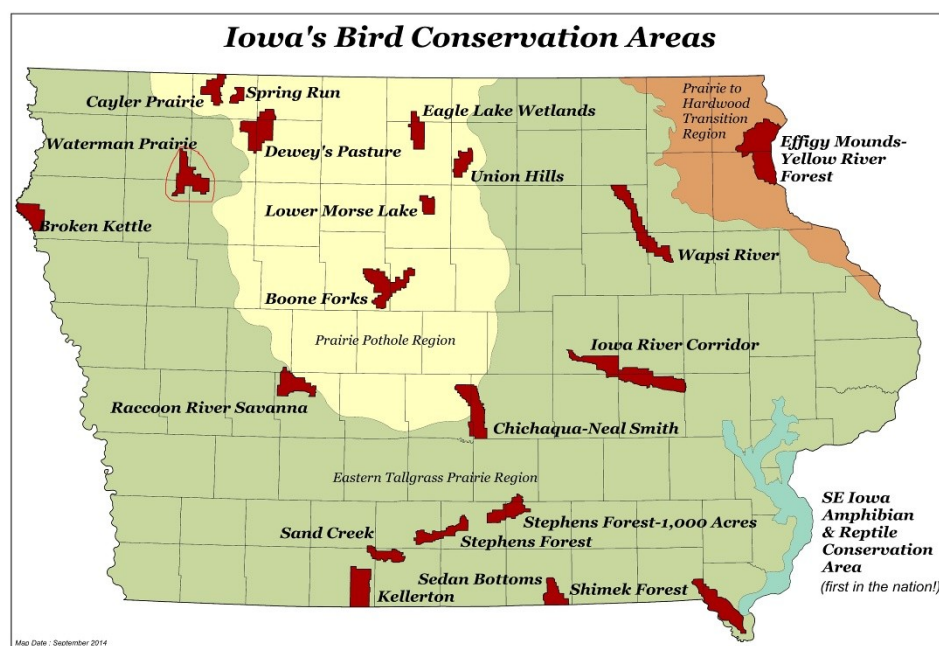 Iowa's Bird Conservation Areas
Cayler Prairie
Spring Run
Waterman Prairie
Dewey's Pasture
Eagle Lake Wetlands
Union Hills
Prairie to
Hardwood
Transition
Region
Effigy Mounds-
Yellow River
Forest
Broken Kettle
Lower Morse Lake
Wapsi River
Boone Forks
Prairie Pothole Region
Iowa River Corridor
Raccoon River Savanna
Chichaqua-Neal Smith
Eastern Tallgrass Prairie Region
SE Iowa
Amphibian
& Reptile
Conservation
Area
(first in the nation!)
Sand Creek
Stephens Forest-1,000 Acres
Stephens Forest
Kellerton
Sedan Bottoms
Shimek Forest
Map Date : September 2014